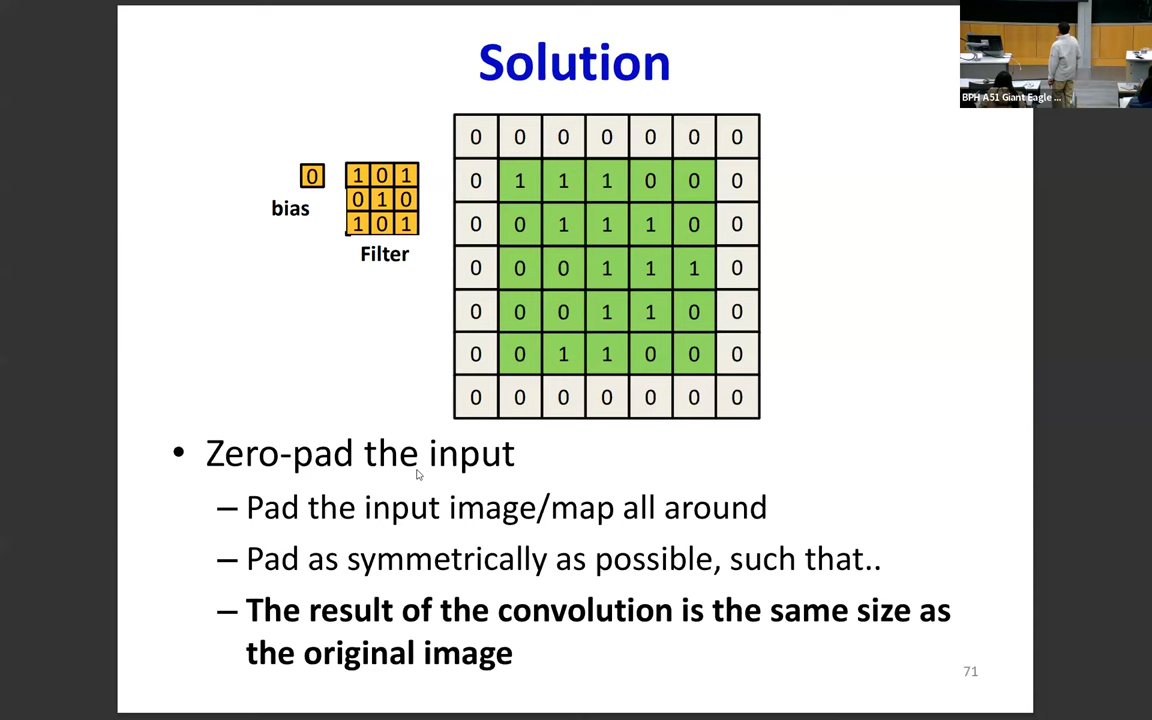 Solution
BPH A51 Giant Eagle ...
0 0 0 0 0 0 0
0 1 1 1 0 0 0
0 0 1 1 1 0 0
0 0 0 1 1 1 0
0 0 0 1 1 0 0
0 0 1 1 0 0 0
0 0 0 0 0 0 0
0
bias
1 0 1
0 1 0
1 0 1
Filter
• Zero-pad the input
– Pad the input image/map all around
– Pad as symmetrically as possible, such that..
– The result of the convolution is the same size as
the original image
71